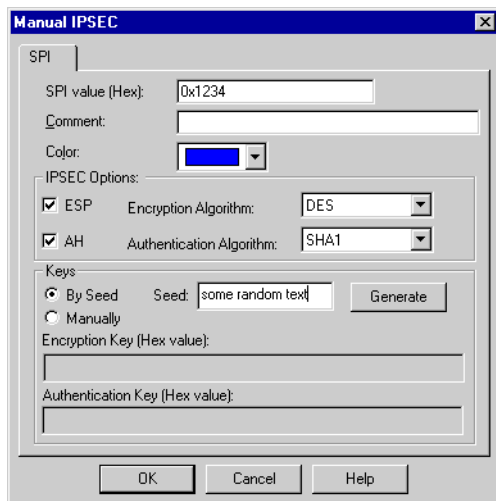 Manual IPSEC
SPI
SPI value (Hex): 0x1234
Comment:
Color:
IPSEC Options:
ESP Encryption Algorithm: DES
AH Authentication Algorithm: SHA1
Keys
By Seed Seed: some random text Generate
Manually
Encryption Key (Hex value):
Authentication Key (Hex value):
OK Cancel Help